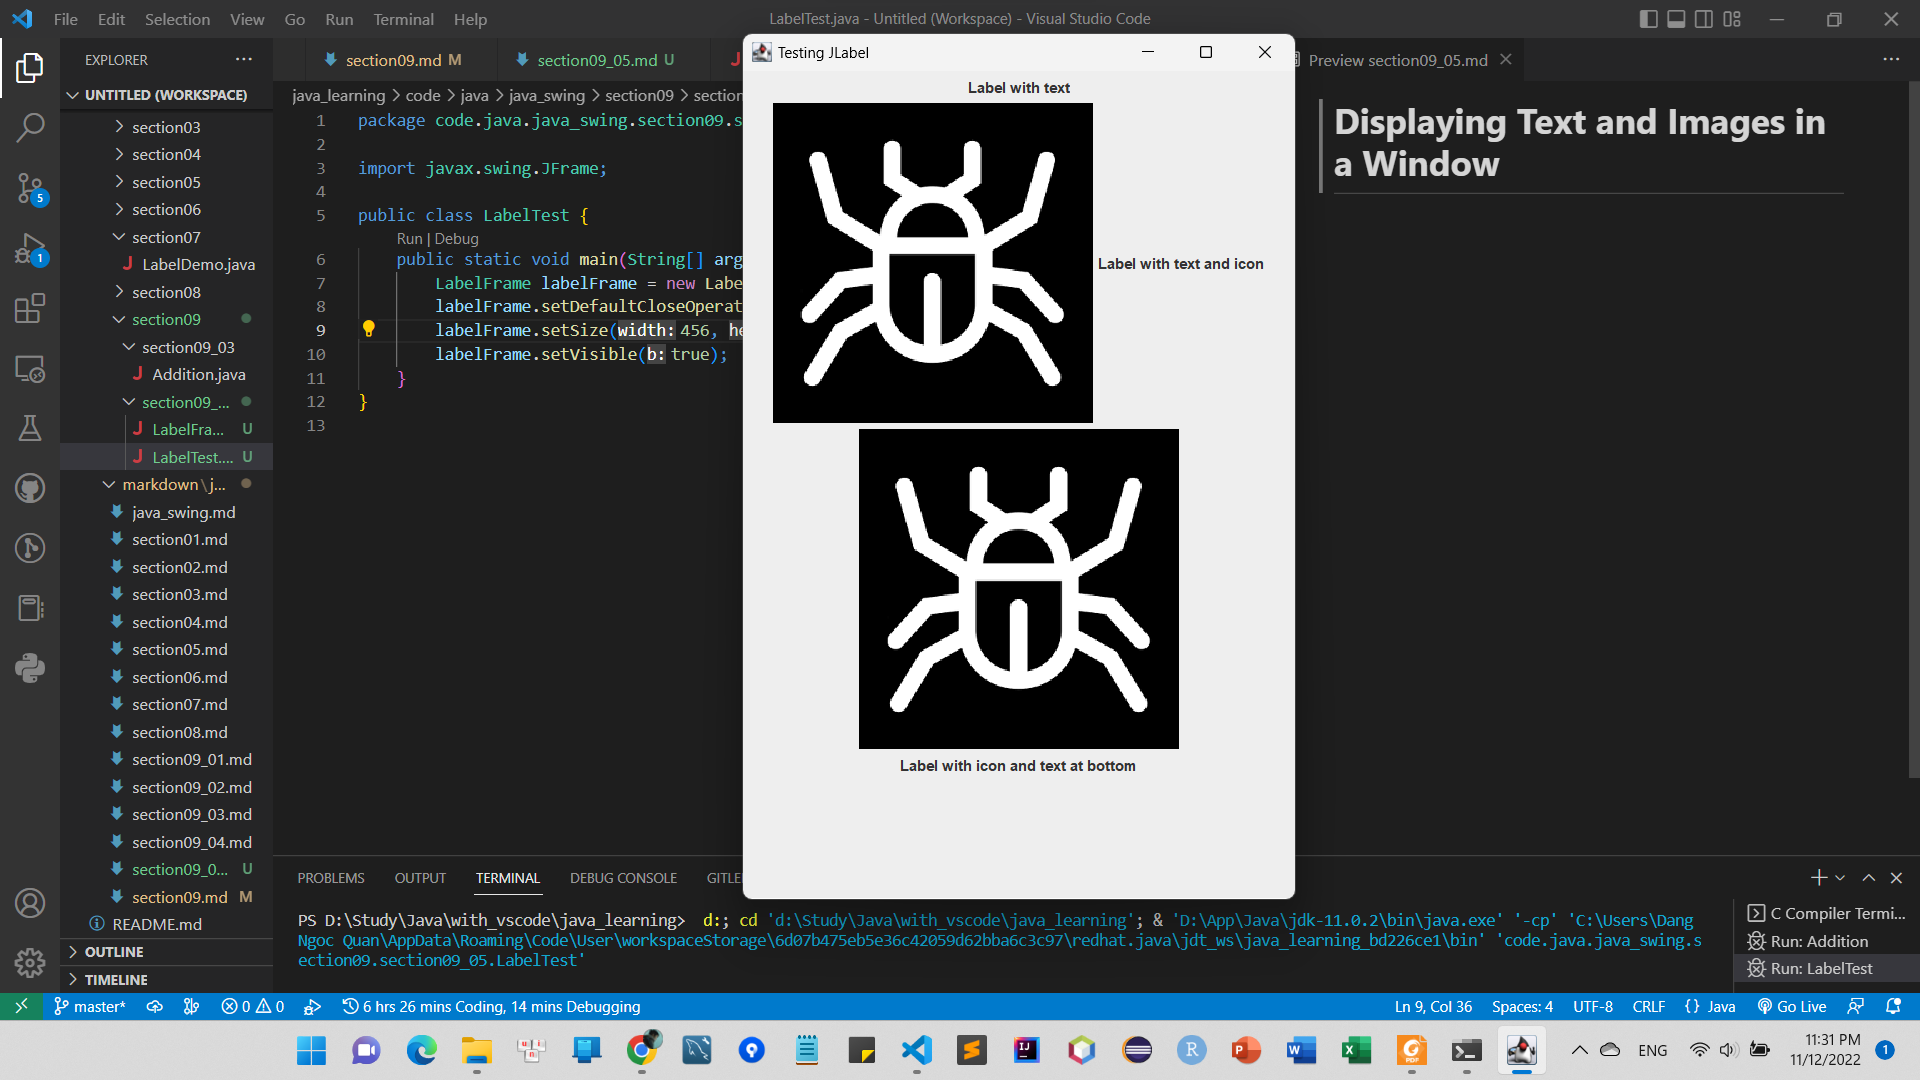 File Edit Selection View Go Run Terminal Help
LabelTest.java - Untitled (Workspace) - Visual Studio Code
EXPLORER
UNTITLED (WORKSPACE)
section03
section04
section05
section06
section07
LabelDemo.java
section08
section09
section09_03
Addition.java
section09_...
LabelFra... U
LabelTest.... U
markdown\j...
java_swing.md
section01.md
section02.md
section03.md
section04.md
section05.md
section06.md
section07.md
section08.md
section09_01.md
section09_02.md
section09_03.md
section09_04.md
section09_0... U
section09.md M
README.md
OUTLINE
TIMELINE
5
1
section09.md M
section09_05.md U
java_learning > code > java > java_swing > section09 > section
1 package code.java.java_swing.section09.s
2
3 import javax.swing.JFrame;
4
5 public class LabelTest {
Run | Debug
6 public static void main(String[] arg
7 LabelFrame labelFrame = new Labe
8 labelFrame.setDefaultCloseOperat
9 labelFrame.setSize(width: 456, he
10 labelFrame.setVisible(b: true);
11 }
12 }
13
Testing JLabel
Label with text
Label with text and icon
Label with icon and text at bottom
Preview section09_05.md
Displaying Text and Images in
a Window
PROBLEMS OUTPUT TERMINAL DEBUG CONSOLE GITLE
PS D:\Study\Java\with_vscode\java_learning> d:; cd 'd:\Study\Java\with_vscode\java_learning'; & 'D:\App\Java\jdk-11.0.2\bin\java.exe' '-cp' 'C:\Users\Dang
Ngoc Quan\AppData\Roaming\Code\User\workspaceStorage\6d07b475eb5e36c42059d62bba6c3c97\redhat.java\jdt_ws\java_learning_bd226ce1\bin' 'code.java.java_swing.s
ection09.section09_05.LabelTest'
C Compiler Termi...
Run: Addition
Run: LabelTest
master* 0 0 6 hrs 26 mins Coding, 14 mins Debugging
Ln 9, Col 36 Spaces: 4 UTF-8 CRLF {} Java Go Live
ENG
11:31 PM
11/12/2022
1